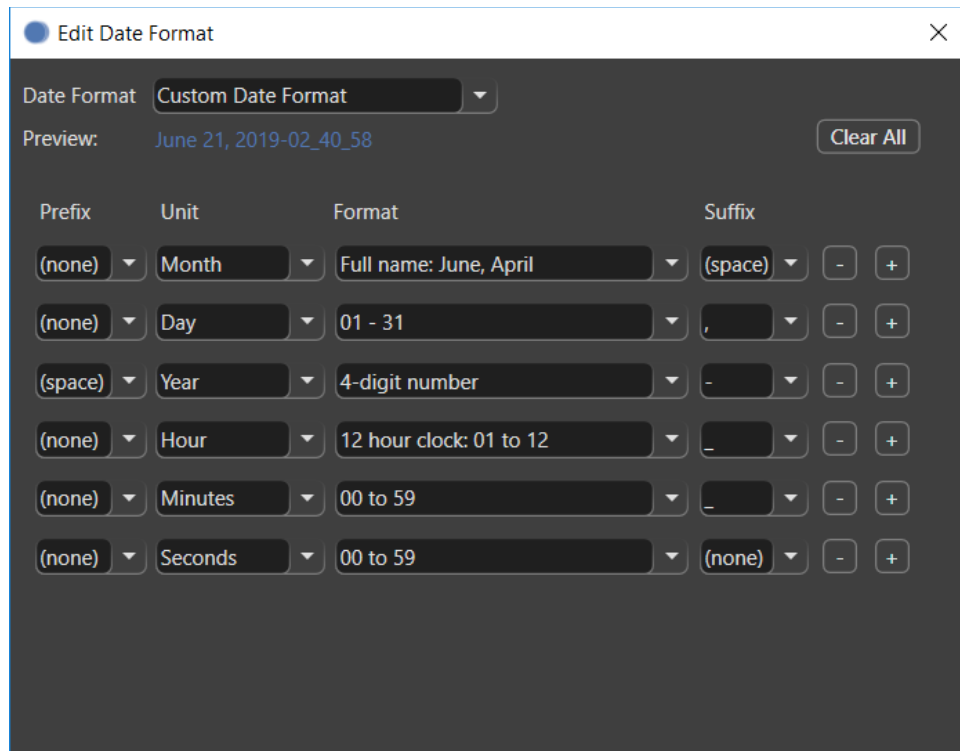 Edit Date Format
Date Format Custom Date Format
Preview: June 21, 2019-02_40_58 Clear All
Prefix Unit Format Suffix
(none) Month Full name: June, April (space) - +
(none) Day 01 - 31 , - +
(space) Year 4-digit number - - +
(none) Hour 12 hour clock: 01 to 12 _ - +
(none) Minutes 00 to 59 _ - +
(none) Seconds 00 to 59 (none) - +